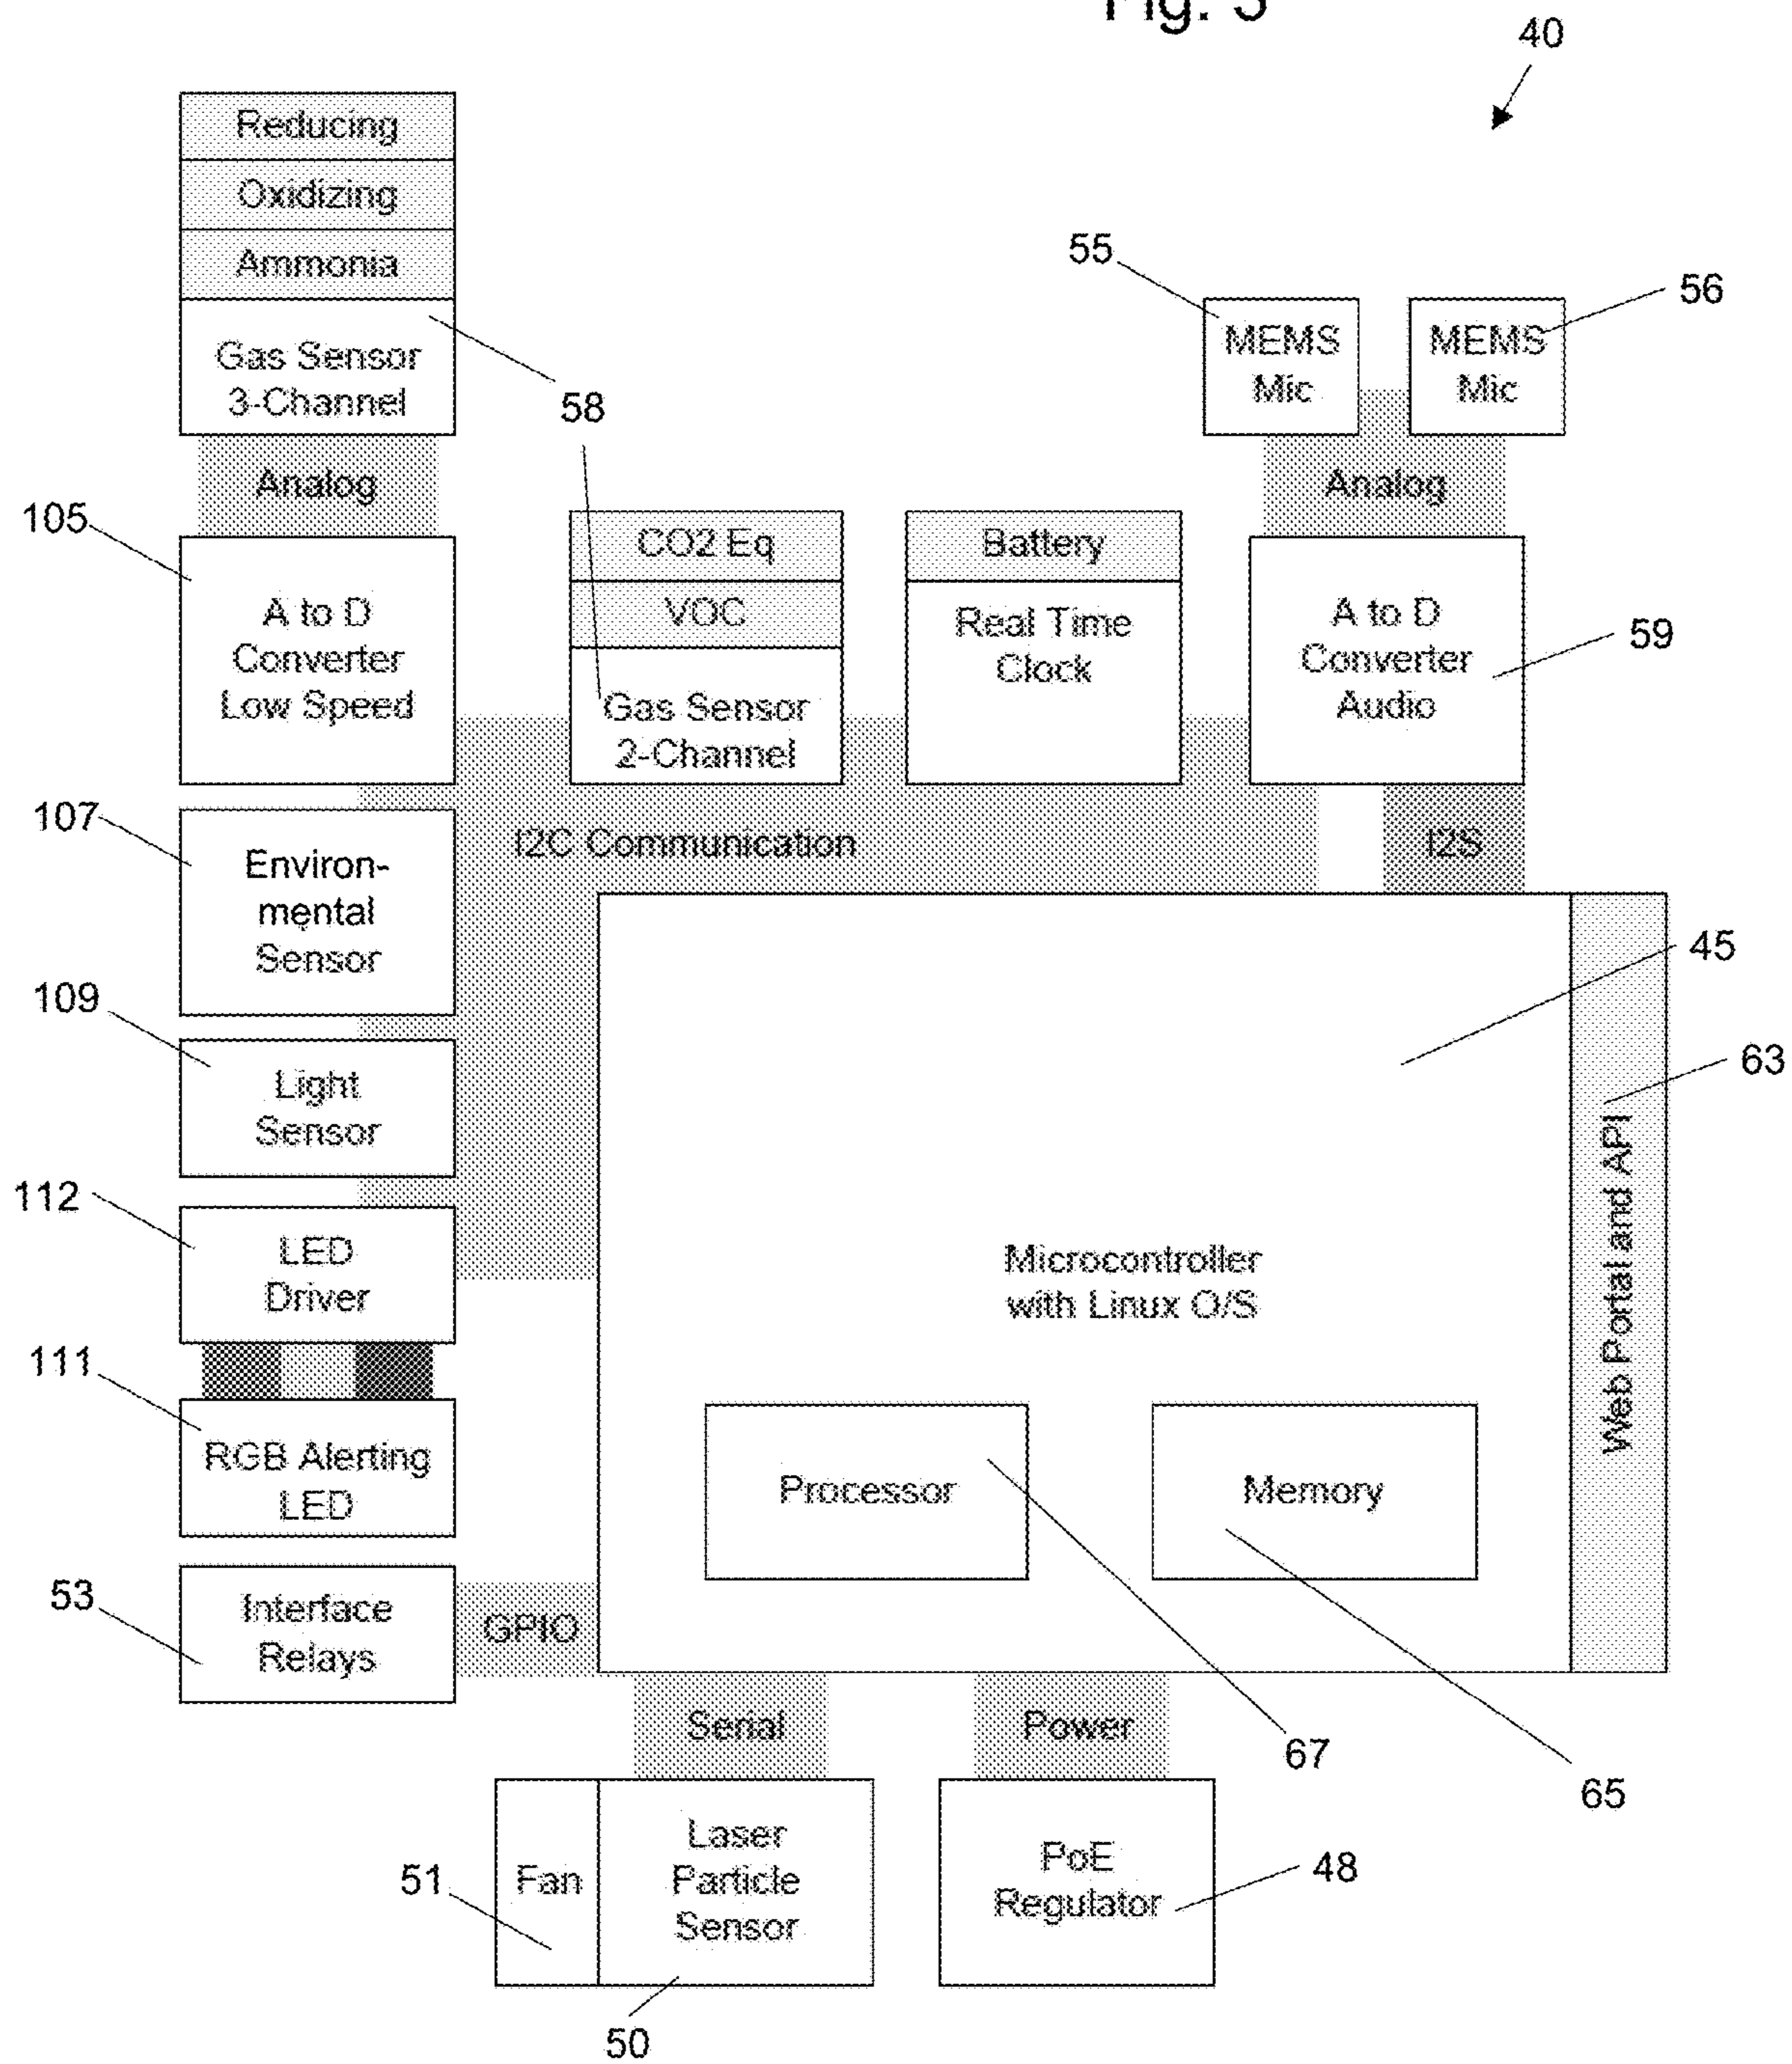 40
Reducing
Oxidizing
Ammonia
Gas Sensor
3-Channel
58
Analog
55
56
MEMS
Mic
MEMS
Mic
Analog
105
A to D
Converter
Low Speed
CO2 Eq
VOC
Gas Sensor
2-Channel
Battery
Real Time
Clock
A to D
Converter
Audio
59
107
Environ-
mental
Sensor
I2C Communication
I2S
109
Light
Sensor
45
63
Web Portal and API
112
LED
Driver
Microcontroller
with Linux O/S
111
RGB Alerting
LED
Processor
Memory
53
Interface
Relays
GPIO
Serial
Power
67
65
51
Fan
Laser
Particle
Sensor
50
PoE
Regulator
48